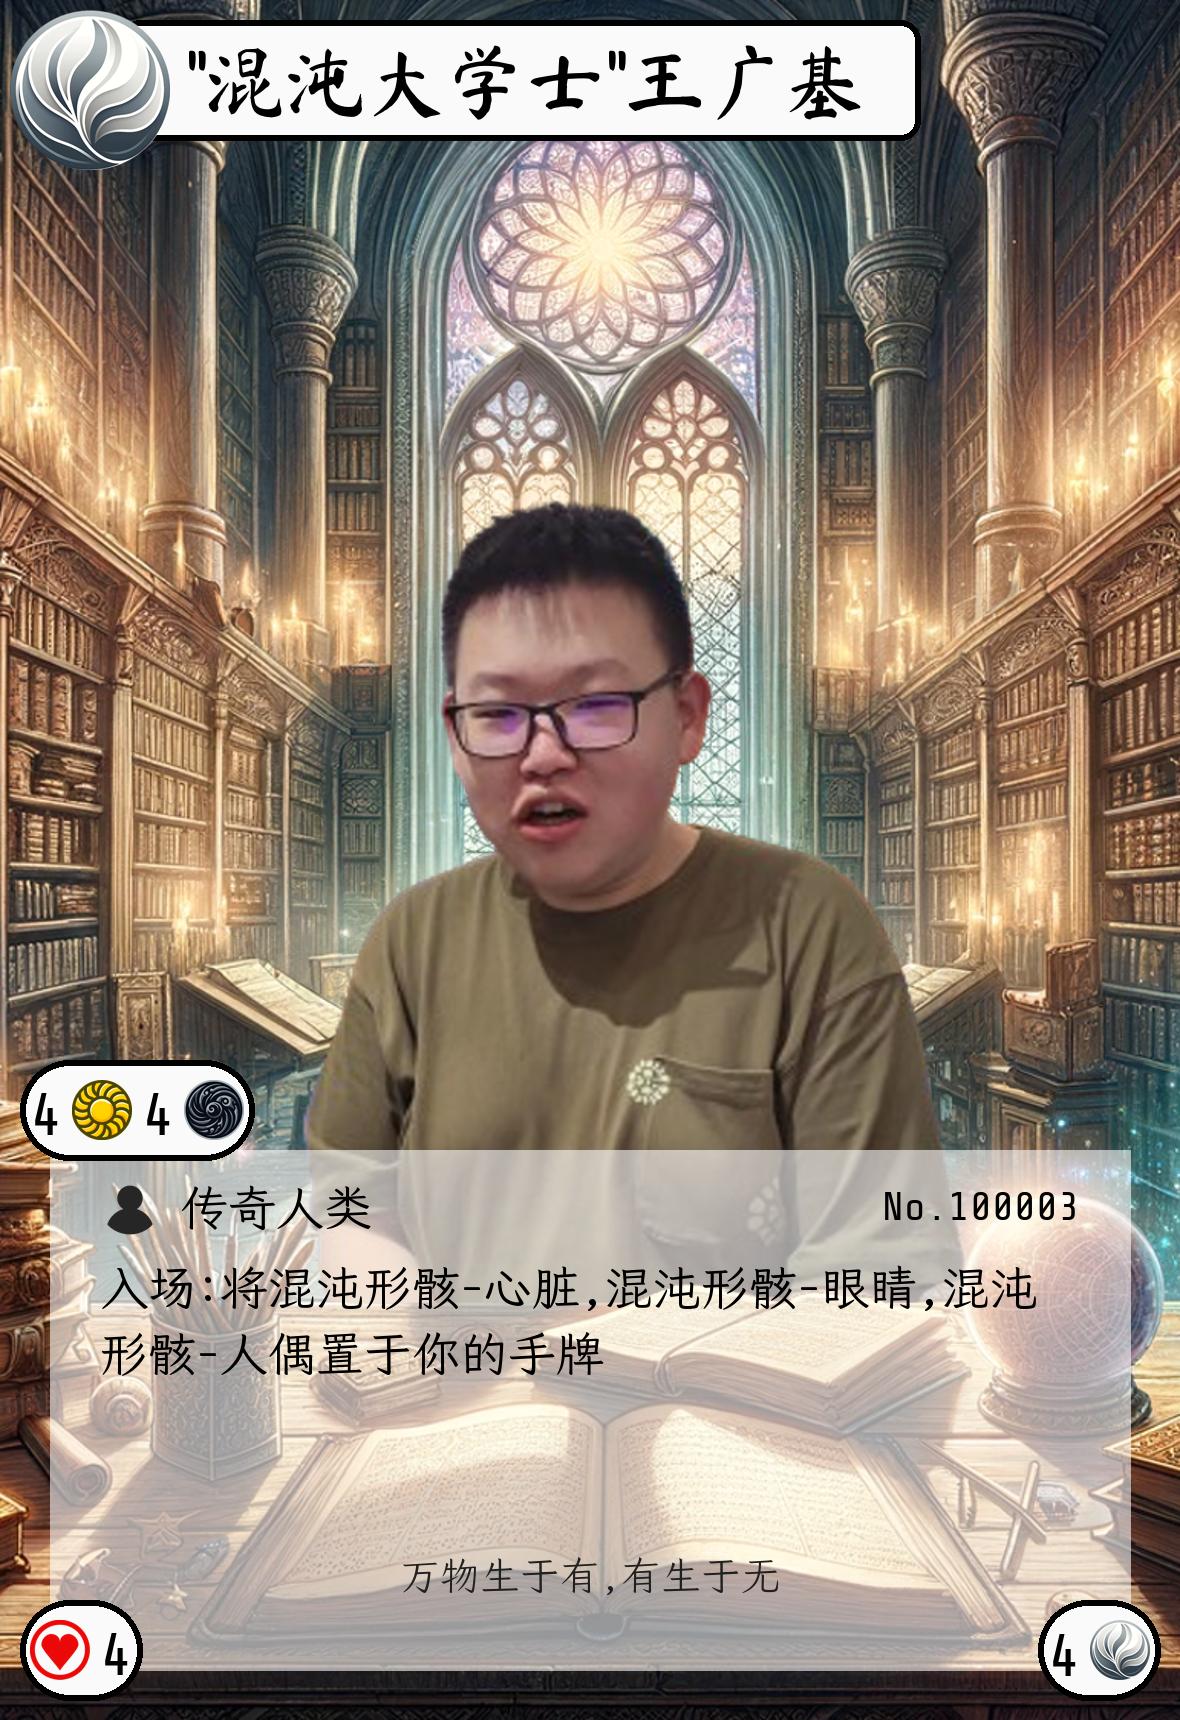 "混沌大学士"王广基
4 4
传奇人类
No.100003
入场:将混沌形骸-心脏,混沌形骸-眼睛,混沌
形骸-人偶置于你的手牌
万物生于有,有生于无
4
4